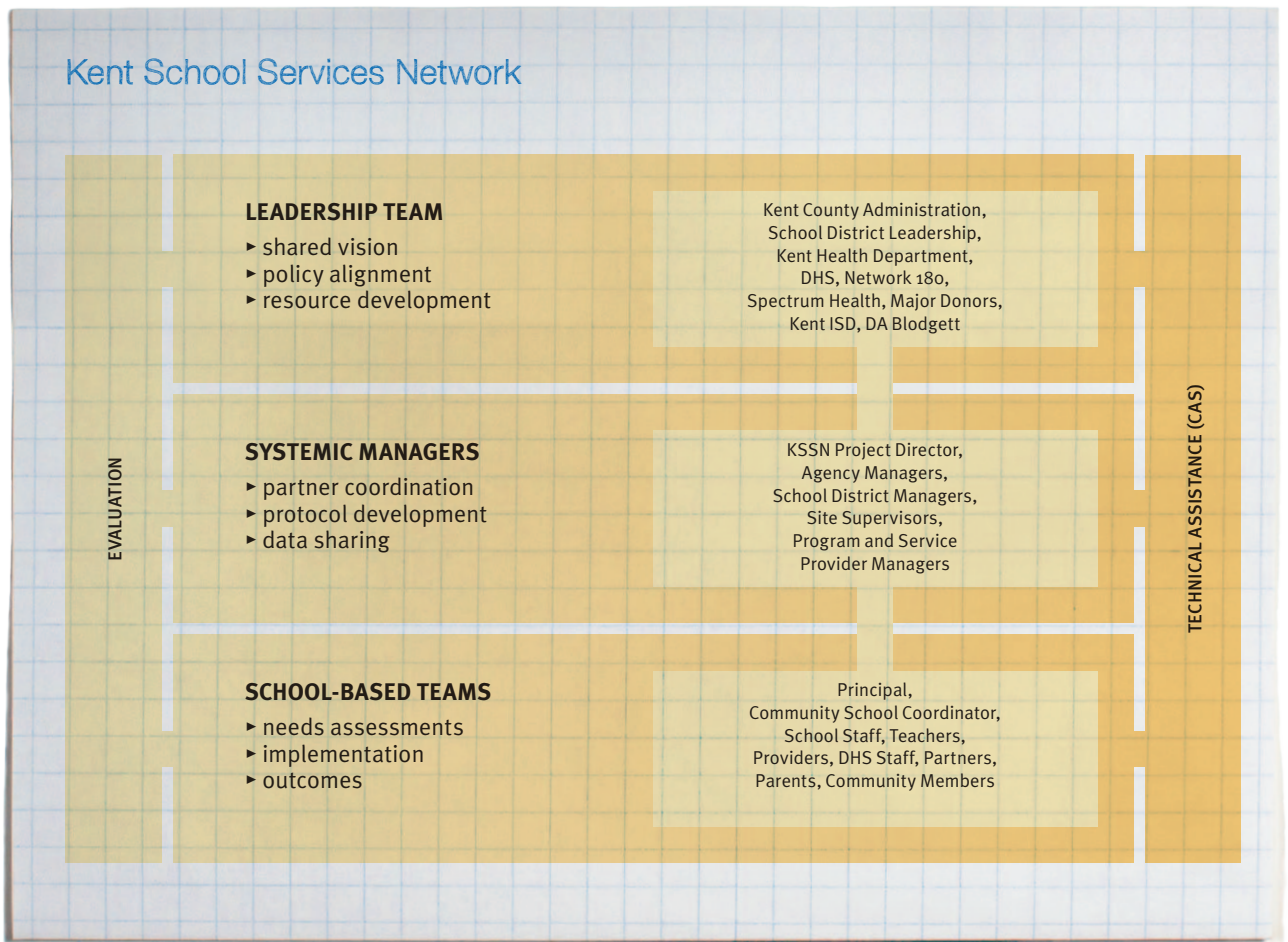 Kent School Services Network
EVALUATION
LEADERSHIP TEAM
▸ shared vision
▸ policy alignment
▸ resource development
Kent County Administration,
School District Leadership,
Kent Health Department,
DHS, Network 180,
Spectrum Health, Major Donors,
Kent ISD, DA Blodgett
SYSTEMIC MANAGERS
▸ partner coordination
▸ protocol development
▸ data sharing
KSSN Project Director,
Agency Managers,
School District Managers,
Site Supervisors,
Program and Service
Provider Managers
SCHOOL-BASED TEAMS
▸ needs assessments
▸ implementation
▸ outcomes
Principal,
Community School Coordinator,
School Staff, Teachers,
Providers, DHS Staff, Partners,
Parents, Community Members
TECHNICAL ASSISTANCE (CAS)